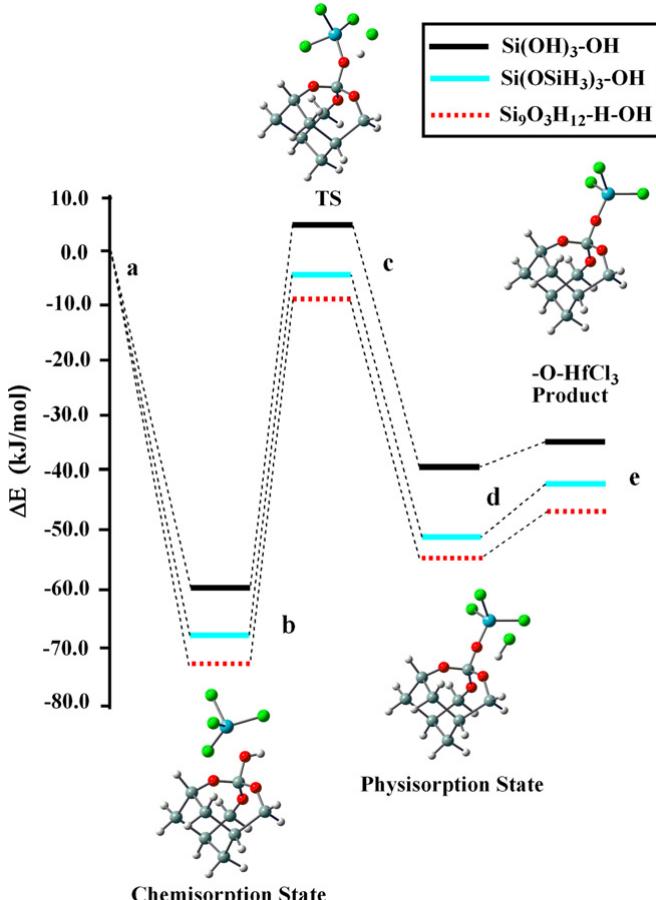 Si(OH)₃-OH
Si(OSiH₃)₃-OH
Si₉O₃H₁₂-H-OH
TS
10.0
0.0
-10.0
-20.0
-30.0
-40.0
-50.0
-60.0
-70.0
-80.0
ΔE (kJ/mol)
a
b
c
d
e
-O-HfCl₃
Product
Physisorption State
Chemisorption State